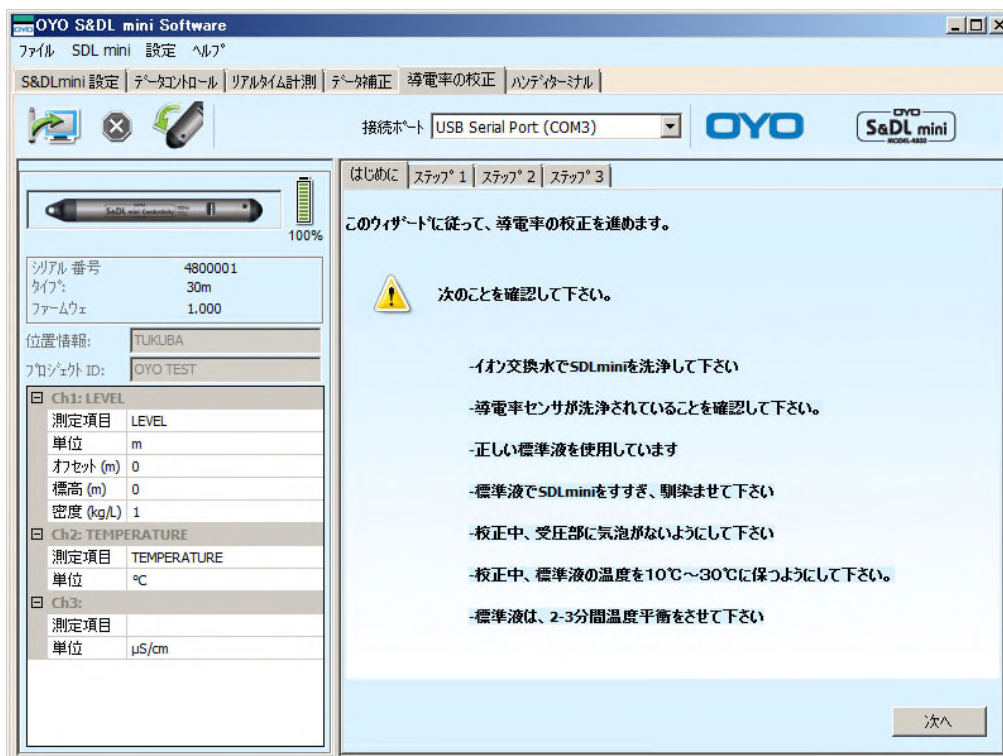 OYO S&DL mini Software
ファイル SDL mini 設定 ヘルプ
S&DLmini 設定 データコントロール リアルタイム計測 データ補正 導電率の校正 ハンディターミナル
接続ポート USB Serial Port (COM3) OYO OYO S&DL mini MODEL-4800
はじめに ステップ 1 ステップ 2 ステップ 3
100%
このウィザードに従って、導電率の校正を進めます。
シリアル 番号 4800001
タイプ: 30m
ファームウェ 1.000
次のことを確認して下さい。
位置情報: TUKUBA
プロジェクト ID: OYO TEST
Ch1: LEVEL
測定項目 LEVEL
単位 m
オフセット (m) 0
標高 (m) 0
密度 (kg/L) 1
Ch2: TEMPERATURE
測定項目 TEMPERATURE
単位 ℃
Ch3:
測定項目
単位 µS/cm
-イオン交換水でSDLminiを洗浄して下さい
-導電率センサが洗浄されていることを確認して下さい。
-正しい標準液を使用しています
-標準液でSDLminiをすすぎ、馴染ませて下さい
-校正中、受圧部に気泡がないようにして下さい
-校正中、標準液の温度を10℃～30℃に保つようにして下さい。
-標準液は、2-3分間温度平衡をさせて下さい
次へ